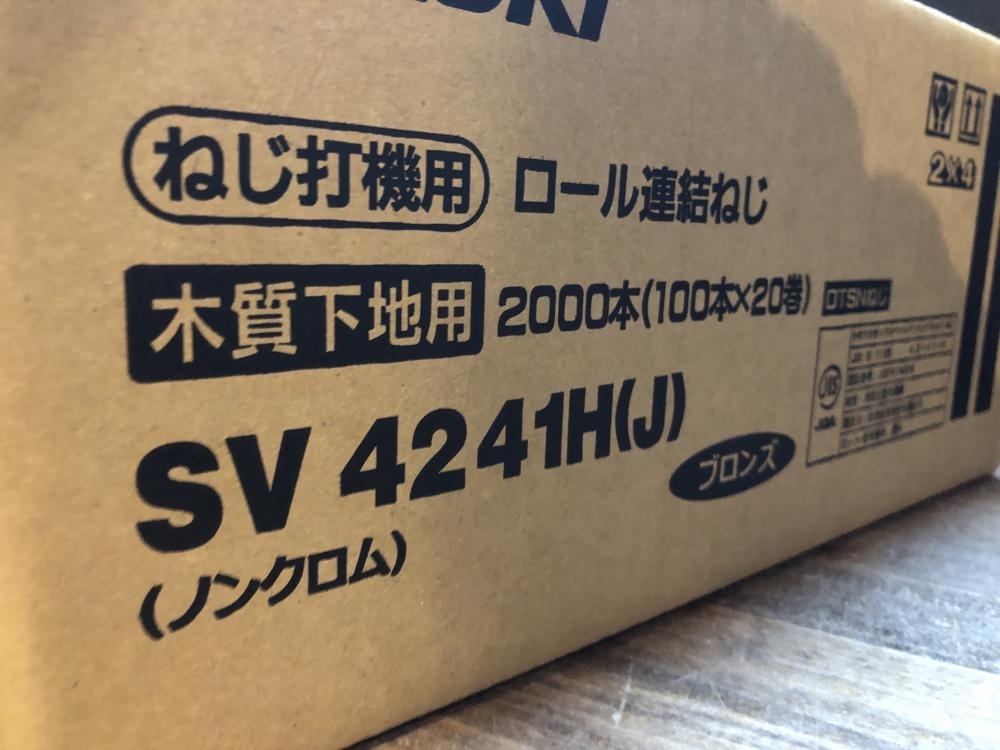 ねじ打機用 ロール連結ねじ
2×4
木質下地用 2000本(100本×20巻) DTSNねじ
SV 4241H(J) ブロンズ
(ノンクロム)
JIS
JQA